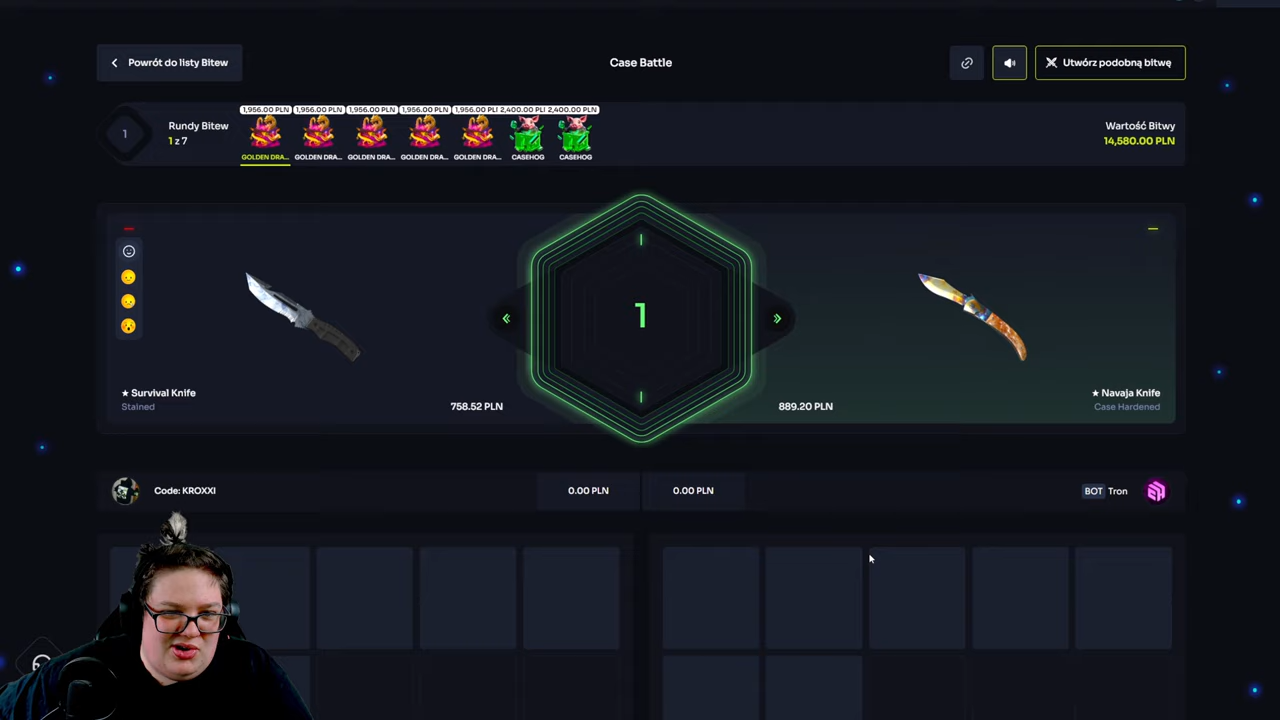 Powrót do listy Bitew
Case Battle
Utwórz podobną bitwę
1
Rundy Bitew
1 z 7
1,956.00 PLN 1,956.00 PLN 1,956.00 PLN 1,956.00 PLN 1,956.00 PLI 2,400.00 PLI 2,400.00 PLN
GOLDEN DRA... GOLDEN DRA... GOLDEN DRA... GOLDEN DRA... GOLDEN DRA... CASEHOG CASEHOG
Wartość Bitwy
14,580.00 PLN
1
★ Survival Knife
Stained
758.52 PLN
889.20 PLN
★ Navaja Knife
Case Hardened
Code: KROXXI
0.00 PLN
0.00 PLN
BOT Tron